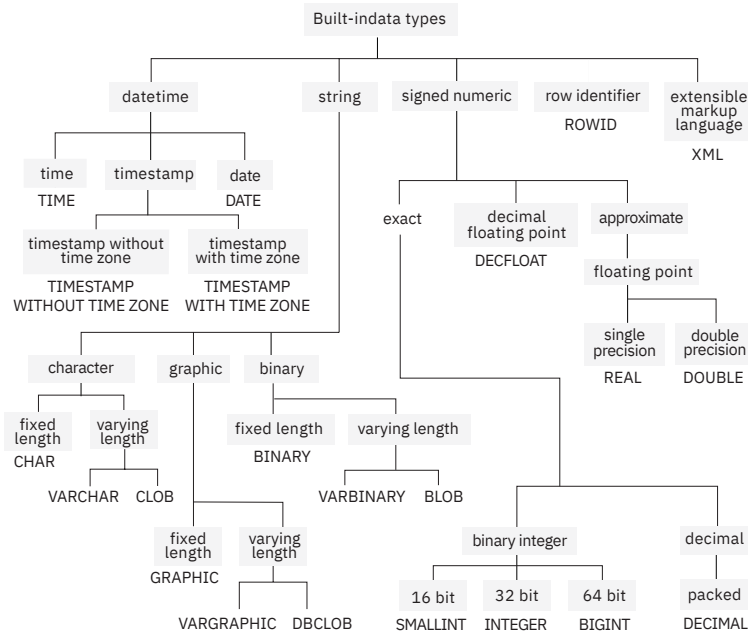 Built-indata types
datetime
string
signed numeric
row identifier
ROWID
extensible
markup
language
XML
time
TIME
timestamp
date
DATE
timestamp without
time zone
TIMESTAMP
WITHOUT TIME ZONE
timestamp
with time zone
TIMESTAMP
WITH TIME ZONE
exact
decimal
floating point
DECFLOAT
approximate
floating point
single
precision
REAL
double
precision
DOUBLE
character
graphic
binary
fixed
length
CHAR
varying
length
VARCHAR
CLOB
fixed length
BINARY
varying length
VARBINARY
BLOB
fixed
length
GRAPHIC
varying
length
VARGRAPHIC
DBCLOB
binary integer
decimal
16 bit
SMALLINT
32 bit
INTEGER
64 bit
BIGINT
packed
DECIMAL